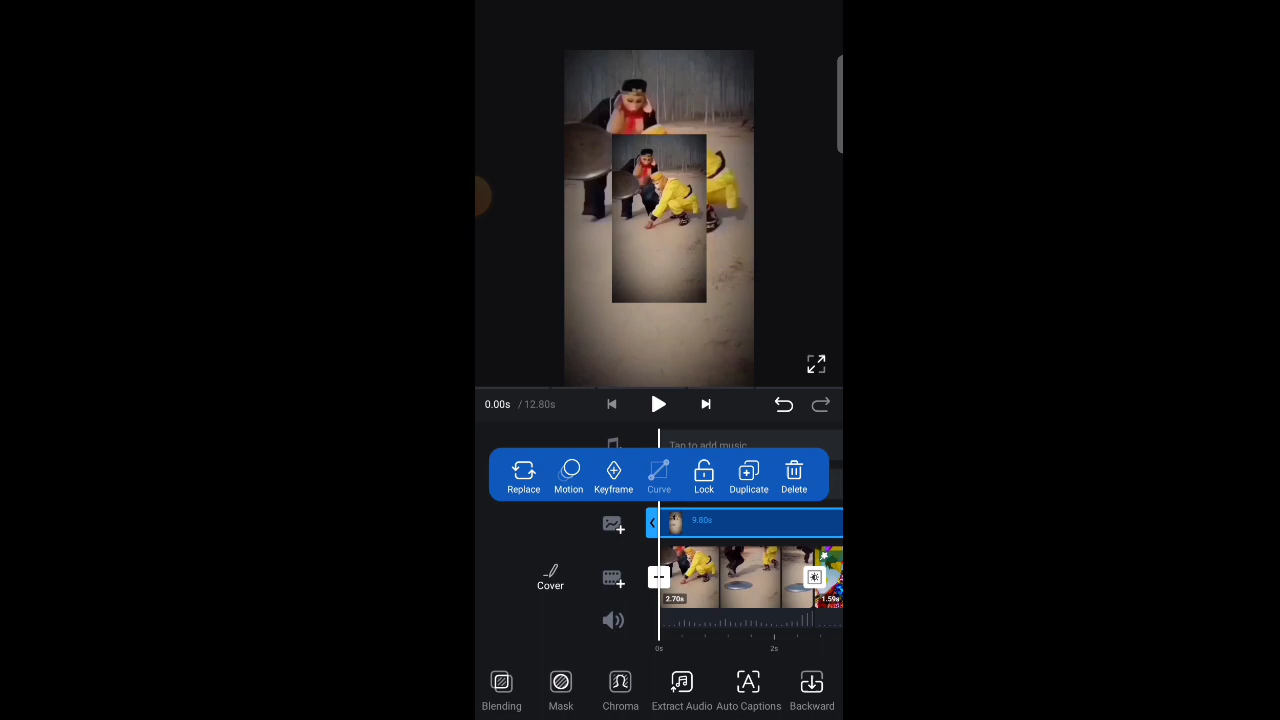 0.00s / 12.80s
Tap to add music
Replace Motion Keyframe Curve Lock Duplicate Delete
9.80s
Cover
2.70s 1.59s
0s 2s
Blending Mask Chroma Extract Audio Auto Captions Backward